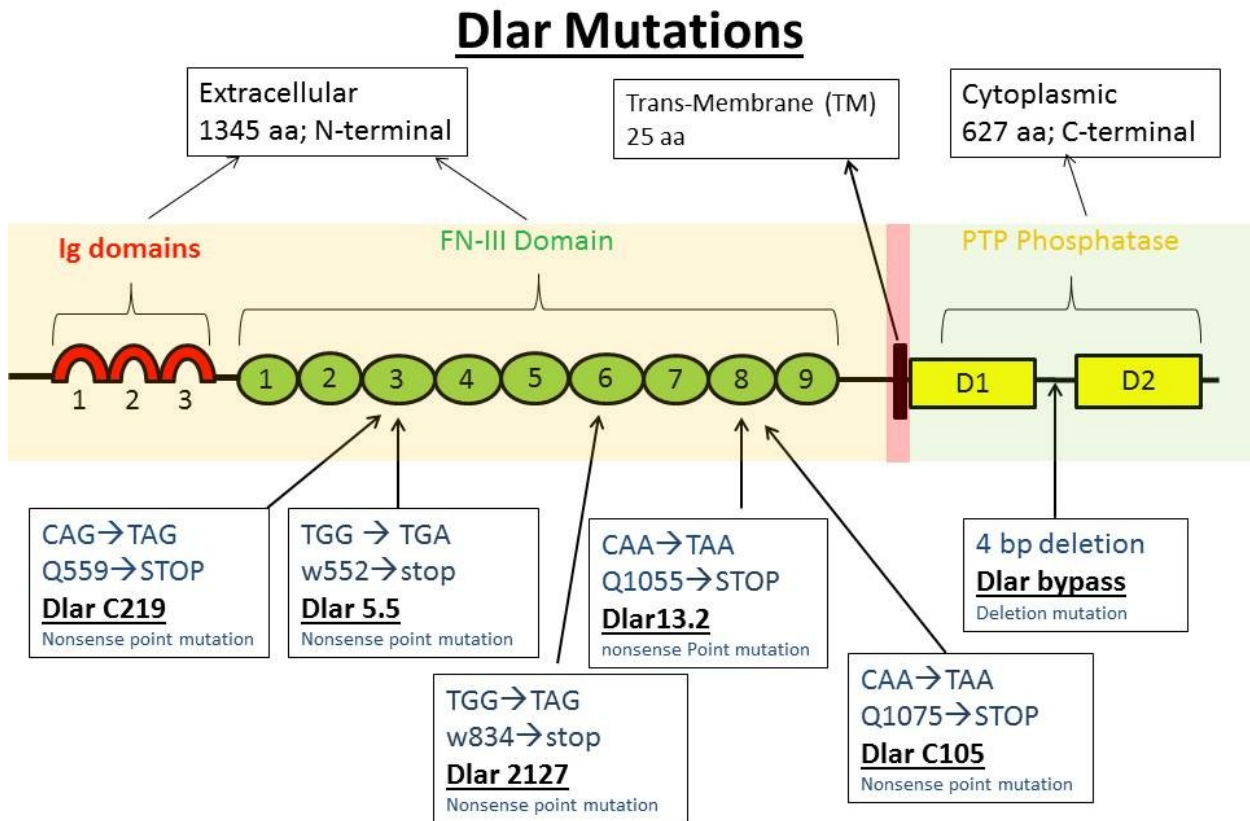 Dlar Mutations
Extracellular
1345 aa; N-terminal
Trans-Membrane (TM)
25 aa
Cytoplasmic
627 aa; C-terminal
Ig domains
FN-III Domain
PTP Phosphatase
1 2 3
1 2 3 4 5 6 7 8 9
D1 D2
CAG→TAG
Q559→STOP
Dlar C219
Nonsense point mutation
TGG → TGA
w552→stop
Dlar 5.5
Nonsense point mutation
TGG→TAG
w834→stop
Dlar 2127
Nonsense point mutation
CAA→TAA
Q1055→STOP
Dlar13.2
nonsense Point mutation
CAA→TAA
Q1075→STOP
Dlar C105
Nonsense point mutation
4 bp deletion
Dlar bypass
Deletion mutation